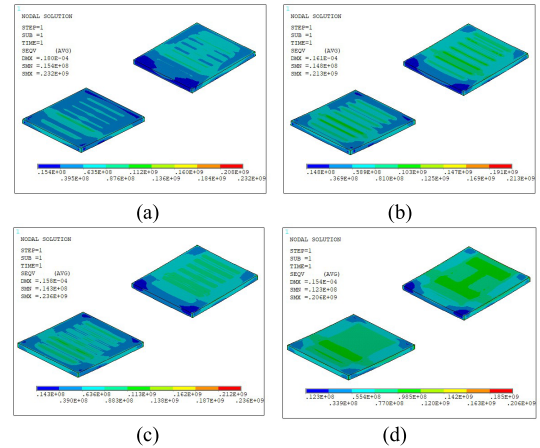 1
NODAL SOLUTION
STEP=1
SUB =1
TIME=1
SEQV (AVG)
DMX =.180E-04
SMN =.154E+08
SMX =.232E+09
.154E+08 .635E+08 .112E+09 .160E+09 .208E+09
.395E+08 .876E+08 .136E+09 .184E+09 .232E+09
(a)
1
NODAL SOLUTION
STEP=1
SUB =1
TIME=1
SEQV (AVG)
DMX =.161E-04
SMN =.148E+08
SMX =.213E+09
.148E+08 .589E+08 .103E+09 .147E+09 .191E+09
.369E+08 .810E+08 .125E+09 .169E+09 .213E+09
(b)
1
NODAL SOLUTION
STEP=1
SUB =1
TIME=1
SEQV (AVG)
DMX =.158E-04
SMN =.143E+08
SMX =.236E+09
.143E+08 .636E+08 .113E+09 .162E+09 .212E+09
.390E+08 .883E+08 .138E+09 .187E+09 .236E+09
(c)
1
NODAL SOLUTION
STEP=1
SUB =1
TIME=1
SEQV (AVG)
DMX =.154E-04
SMN =.123E+08
SMX =.206E+09
.123E+08 .554E+08 .985E+08 .142E+09 .185E+09
.339E+08 .770E+08 .120E+09 .163E+09 .206E+09
(d)